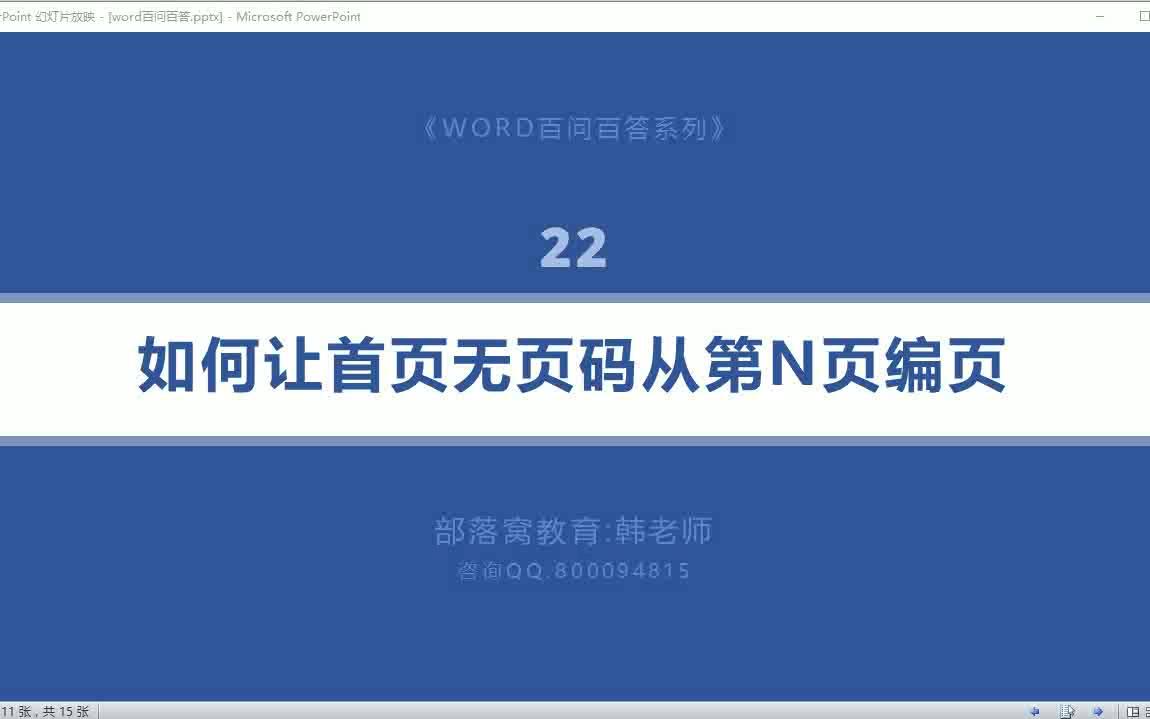 Point 幻灯片放映 - [word百问百答.pptx] - Microsoft PowerPoint
《WORD百问百答系列》
22
如何让首页无页码从第N页编页
部落窝教育:韩老师
咨询QQ.800094815
11 张，共 15 张